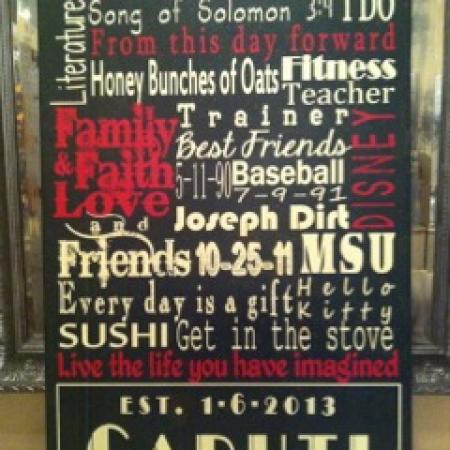 Literature
Song of Solomon 3:4 I DO
From this day forward
Honey Bunches of Oats Fitness
Teacher
Trainer
Family & Faith Love
Best Friends
DISNEY
5-11-90 Baseball
7-9-91
and
Joseph Dirt
Friends 10-25-11 MSU
Every day is a gift Hello Kitty
SUSHI Get in the stove
Live the life you have imagined
EST. 1·6·2013